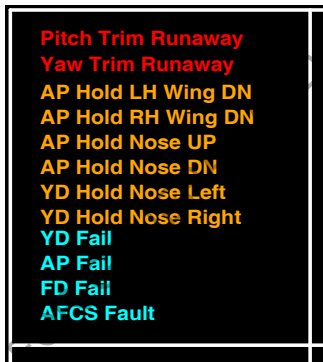 Pitch Trim Runaway
Yaw Trim Runaway
AP Hold LH Wing DN
AP Hold RH Wing DN
AP Hold Nose UP
AP Hold Nose DN
YD Hold Nose Left
YD Hold Nose Right
YD Fail
AP Fail
FD Fail
AFCS Fault